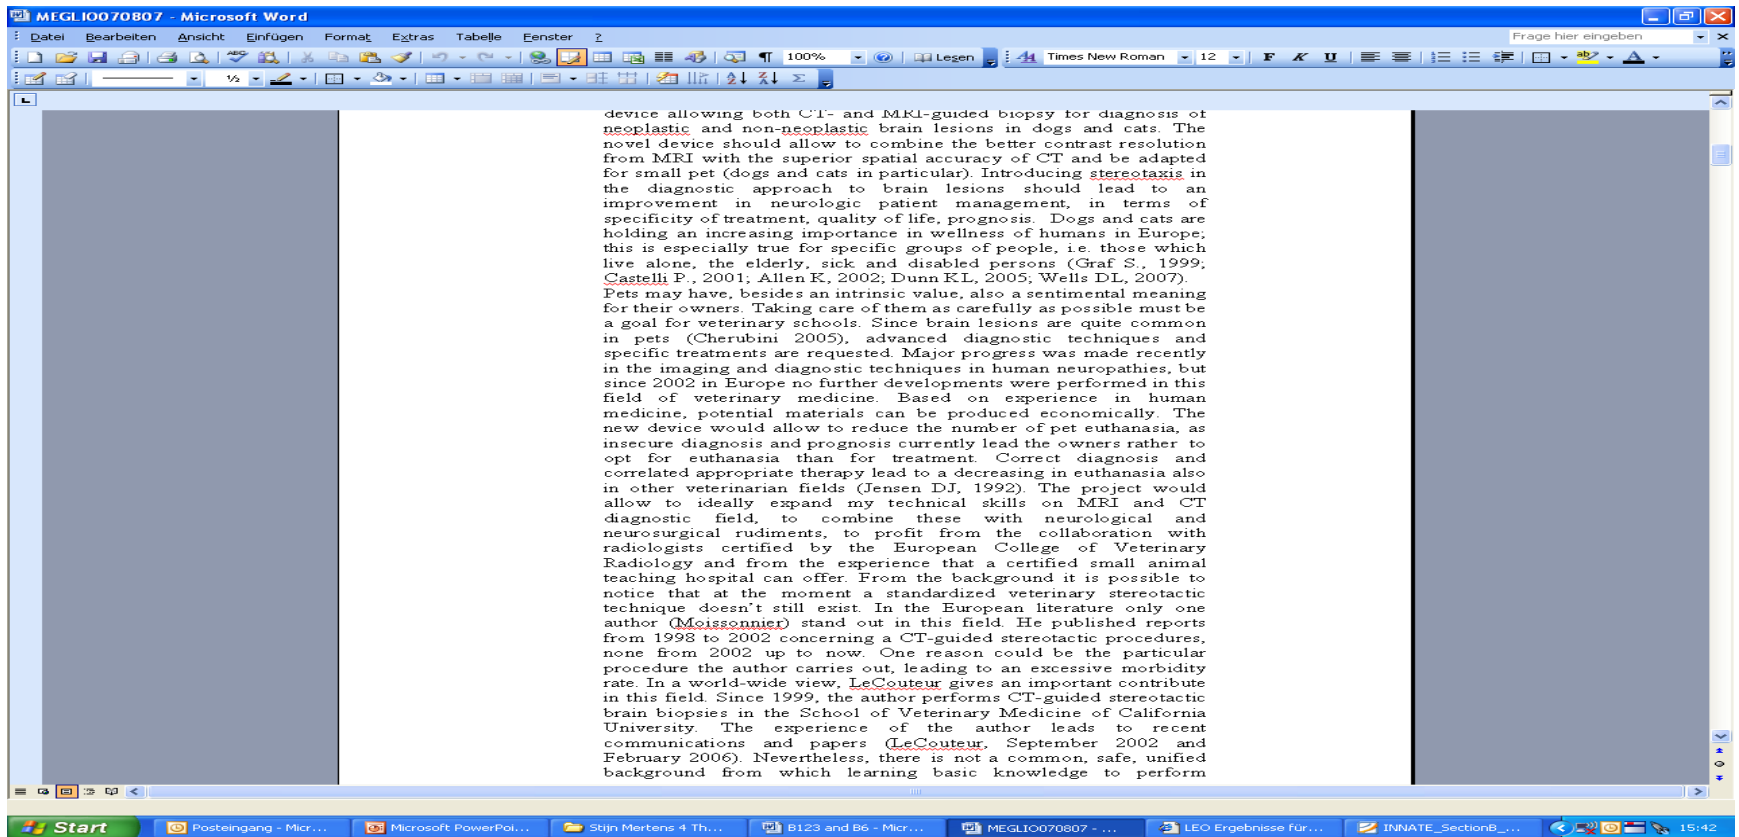 MEGLIO070807 - Microsoft Word
Datei Bearbeiten Ansicht Einfügen Format Extras Tabelle Fenster ?
Frage hier eingeben
100% Lesen Times New Roman 12 F K U
½
device allowing both CT- and MRI-guided biopsy for diagnosis of
neoplastic and non-neoplastic brain lesions in dogs and cats. The
novel device should allow to combine the better contrast resolution
from MRI with the superior spatial accuracy of CT and be adapted
for small pet (dogs and cats in particular). Introducing stereotaxis in
the diagnostic approach to brain lesions should lead to an
improvement in neurologic patient management, in terms of
specificity of treatment, quality of life, prognosis. Dogs and cats are
holding an increasing importance in wellness of humans in Europe;
this is especially true for specific groups of people, i.e. those which
live alone, the elderly, sick and disabled persons (Graf S., 1999;
Castelli P., 2001; Allen K, 2002; Dunn KL, 2005; Wells DL, 2007).
Pets may have, besides an intrinsic value, also a sentimental meaning
for their owners. Taking care of them as carefully as possible must be
a goal for veterinary schools. Since brain lesions are quite common
in pets (Cherubini 2005), advanced diagnostic techniques and
specific treatments are requested. Major progress was made recently
in the imaging and diagnostic techniques in human neuropathies, but
since 2002 in Europe no further developments were performed in this
field of veterinary medicine. Based on experience in human
medicine, potential materials can be produced economically. The
new device would allow to reduce the number of pet euthanasia, as
insecure diagnosis and prognosis currently lead the owners rather to
opt for euthanasia than for treatment. Correct diagnosis and
correlated appropriate therapy lead to a decreasing in euthanasia also
in other veterinarian fields (Jensen DJ, 1992). The project would
allow to ideally expand my technical skills on MRI and CT
diagnostic field, to combine these with neurological and
neurosurgical rudiments, to profit from the collaboration with
radiologists certified by the European College of Veterinary
Radiology and from the experience that a certified small animal
teaching hospital can offer. From the background it is possible to
notice that at the moment a standardized veterinary stereotactic
technique doesn't still exist. In the European literature only one
author (Moissonnier) stand out in this field. He published reports
from 1998 to 2002 concerning a CT-guided stereotactic procedures,
none from 2002 up to now. One reason could be the particular
procedure the author carries out, leading to an excessive morbidity
rate. In a world-wide view, LeCouteur gives an important contribute
in this field. Since 1999, the author performs CT-guided stereotactic
brain biopsies in the School of Veterinary Medicine of California
University. The experience of the author leads to recent
communications and papers (LeCouteur, September 2002 and
February 2006). Nevertheless, there is not a common, safe, unified
background from which learning basic knowledge to perform
Start Posteingang - Micr... Microsoft PowerPoi... Stijn Mertens 4 Th... B123 and B6 - Micr... MEGLIO070807 - ... LEO Ergebnisse für... INNATE_SectionB_... 15:42